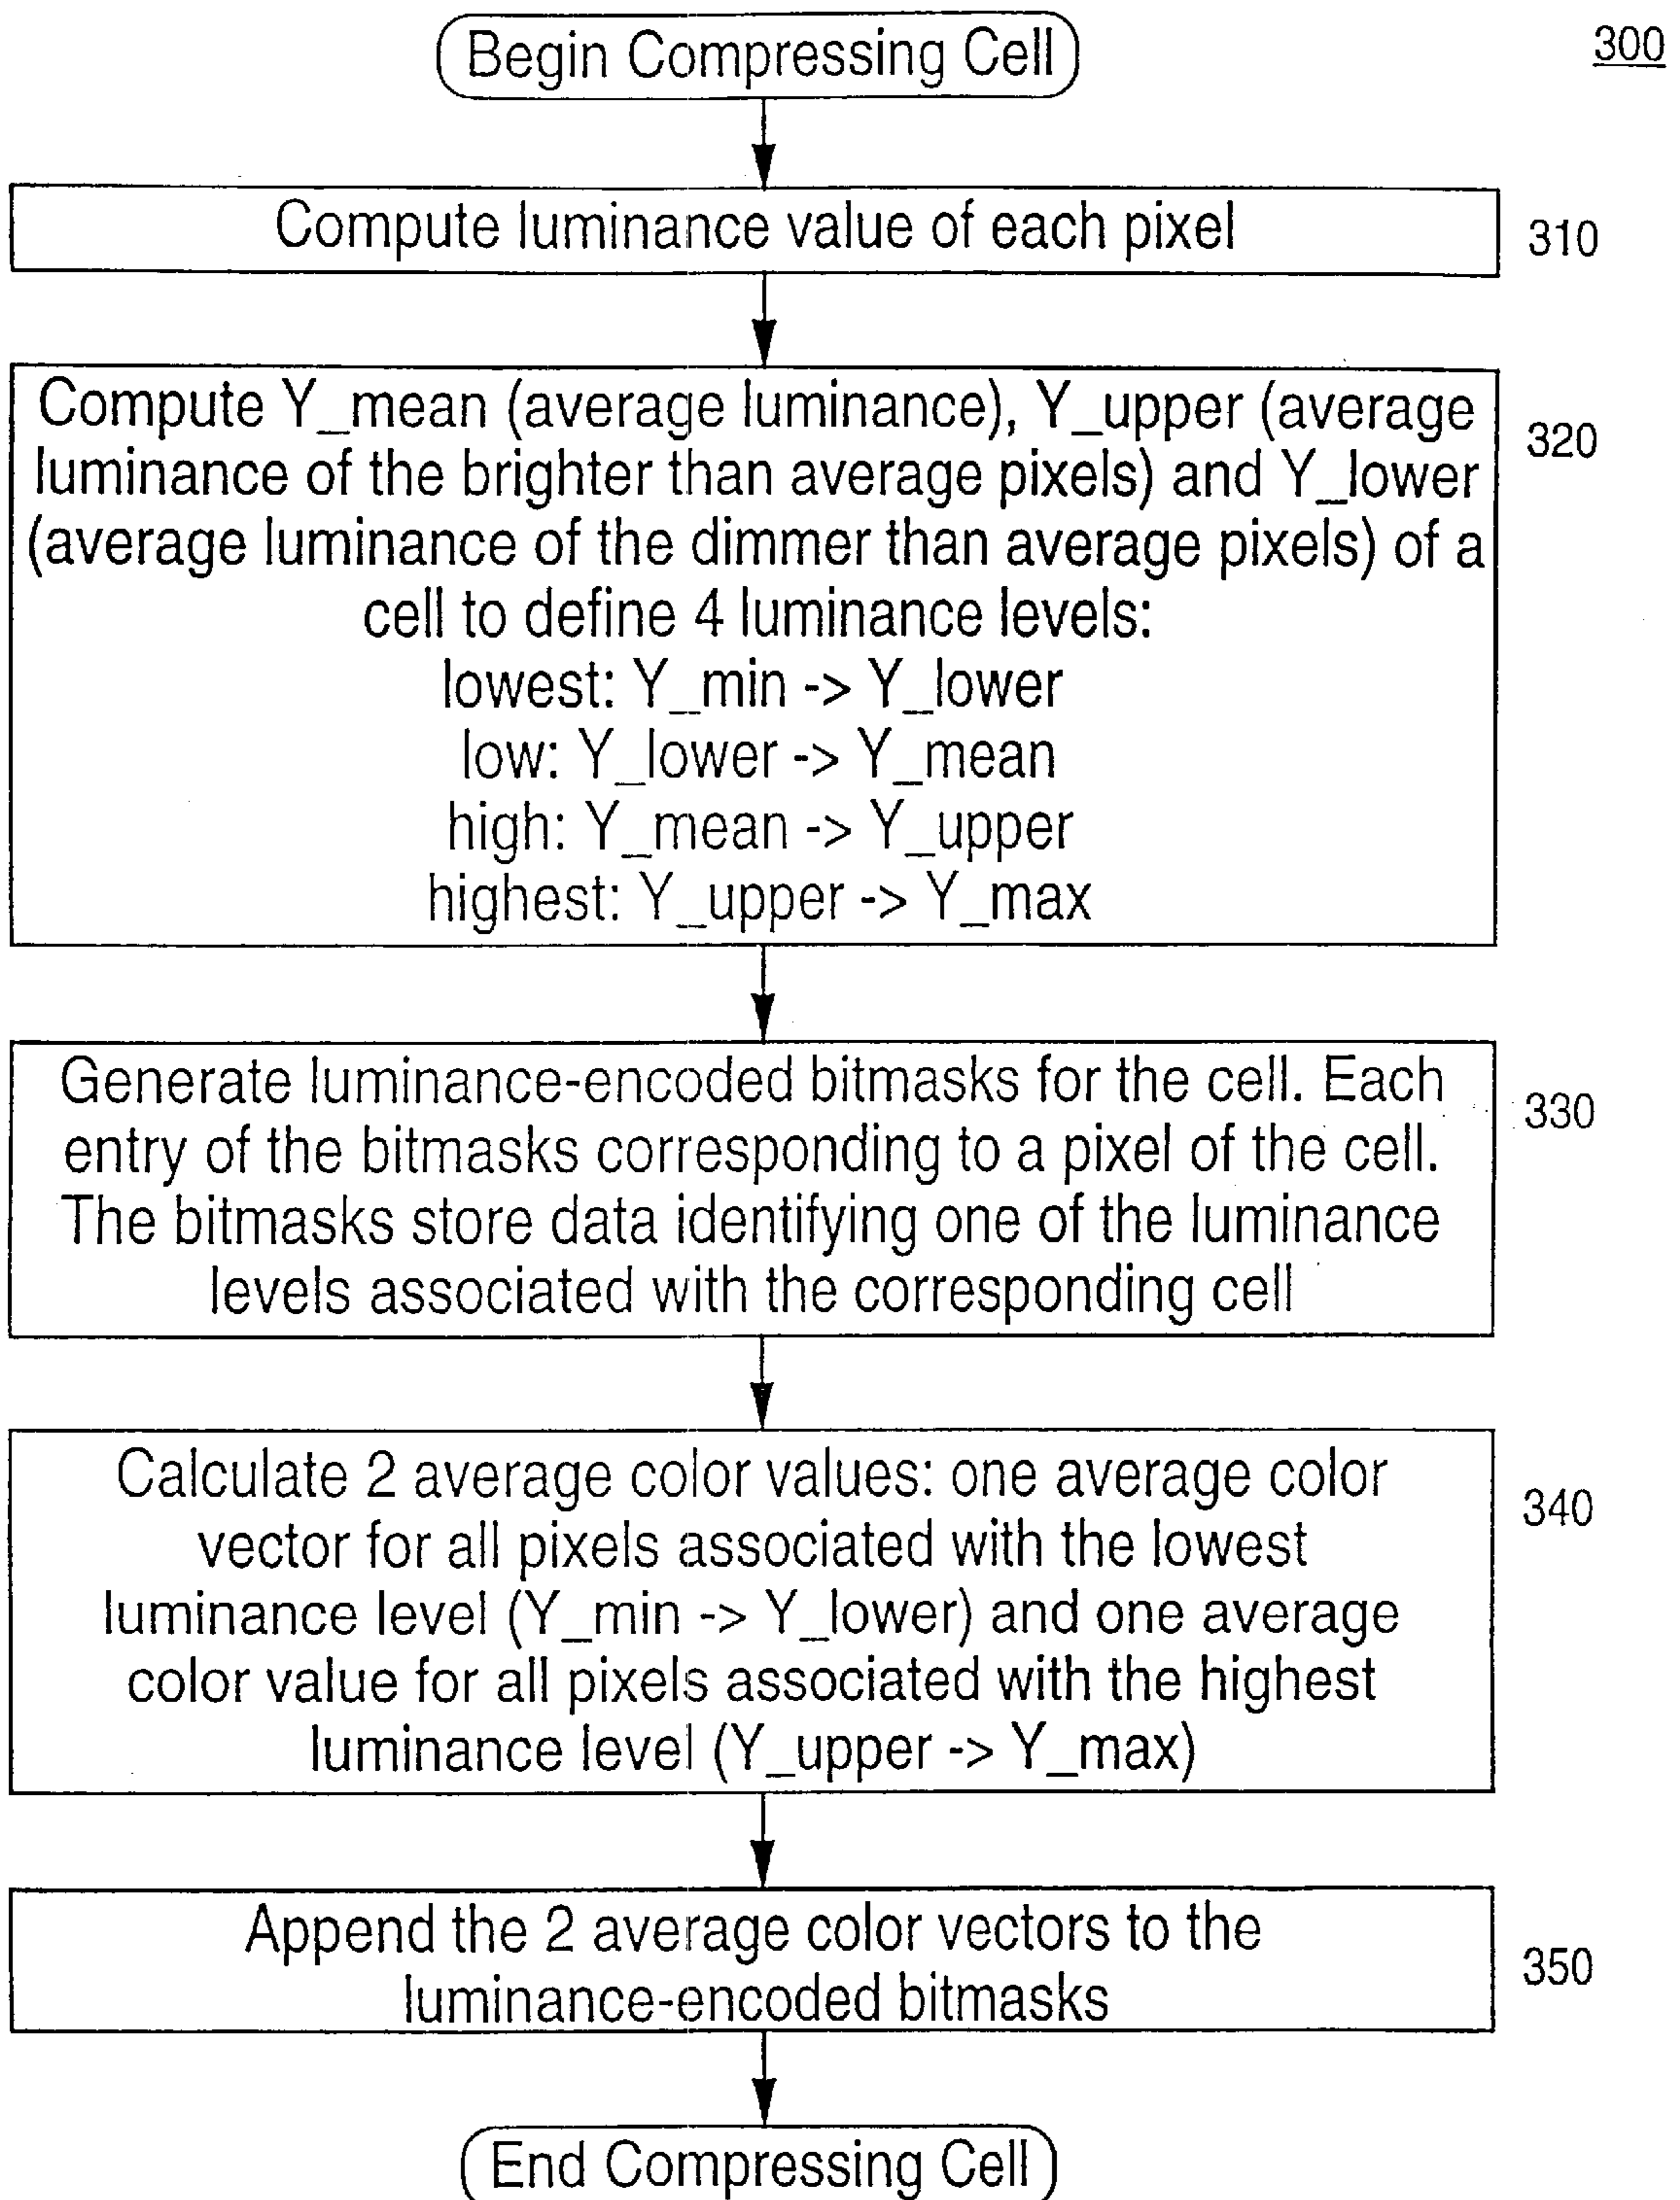 Begin Compressing Cell
300
Compute luminance value of each pixel
310
Compute Y_mean (average luminance), Y_upper (average
luminance of the brighter than average pixels) and Y_lower
(average luminance of the dimmer than average pixels) of a
cell to define 4 luminance levels:
lowest: Y_min -> Y_lower
low: Y_lower -> Y_mean
high: Y_mean -> Y_upper
highest: Y_upper -> Y_max
320
Generate luminance-encoded bitmasks for the cell. Each
entry of the bitmasks corresponding to a pixel of the cell.
The bitmasks store data identifying one of the luminance
levels associated with the corresponding cell
330
Calculate 2 average color values: one average color
vector for all pixels associated with the lowest
luminance level (Y_min -> Y_lower) and one average
color value for all pixels associated with the highest
luminance level (Y_upper -> Y_max)
340
Append the 2 average color vectors to the
luminance-encoded bitmasks
350
End Compressing Cell